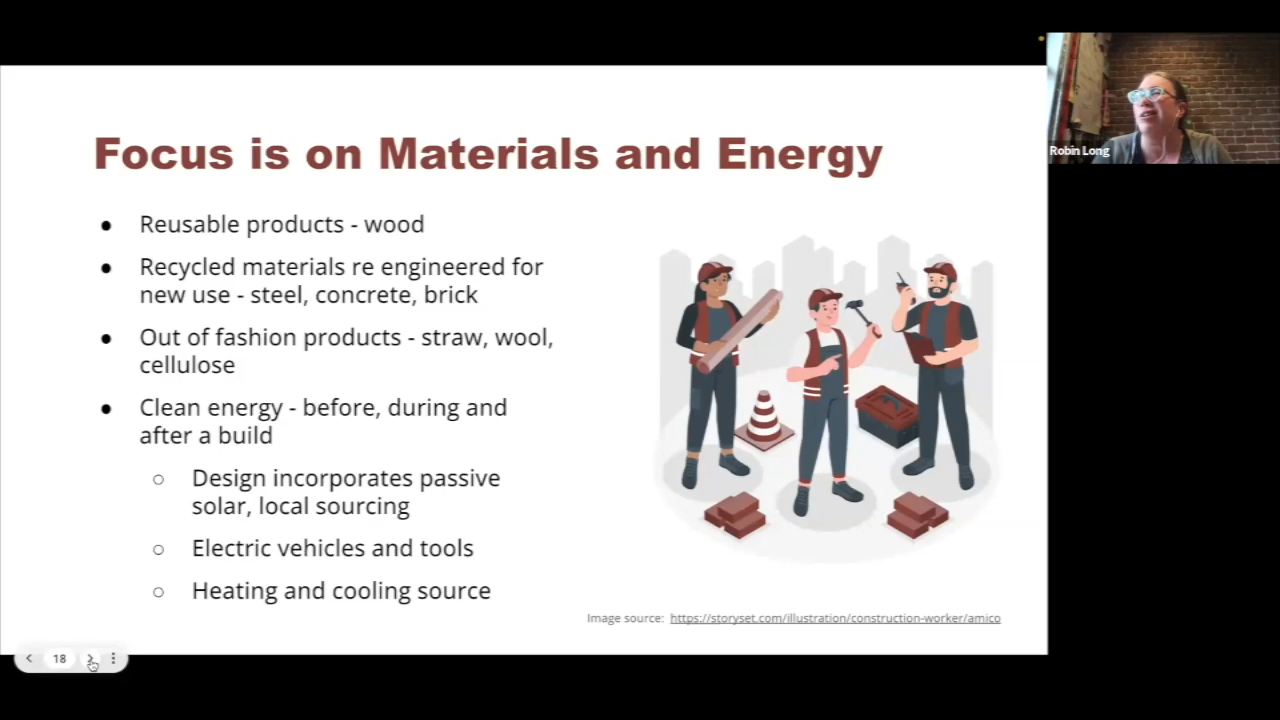 Focus is on Materials and Energy
● Reusable products - wood
● Recycled materials re engineered for
new use - steel, concrete, brick
● Out of fashion products - straw, wool,
cellulose
● Clean energy - before, during and
after a build
○ Design incorporates passive
solar, local sourcing
○ Electric vehicles and tools
○ Heating and cooling source
Image source: https://storyset.com/illustration/construction-worker/amico
18
Robin Long